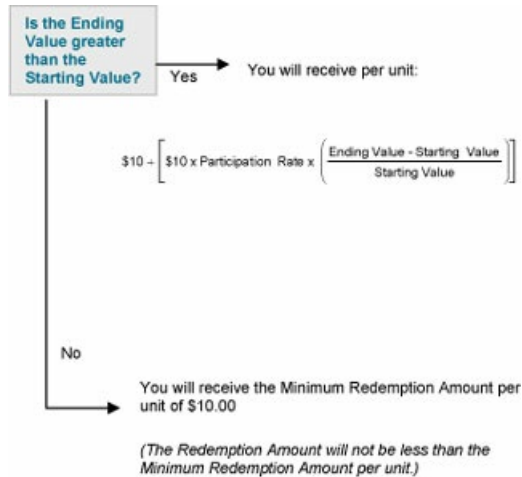 Is the Ending
Value greater
than the
Starting Value?
Yes
You will receive per unit:
$10 + [ $10 x Participation Rate x ( Ending Value - Starting Value / Starting Value ) ]
No
You will receive the Minimum Redemption Amount per
unit of $10.00
(The Redemption Amount will not be less than the
Minimum Redemption Amount per unit.)